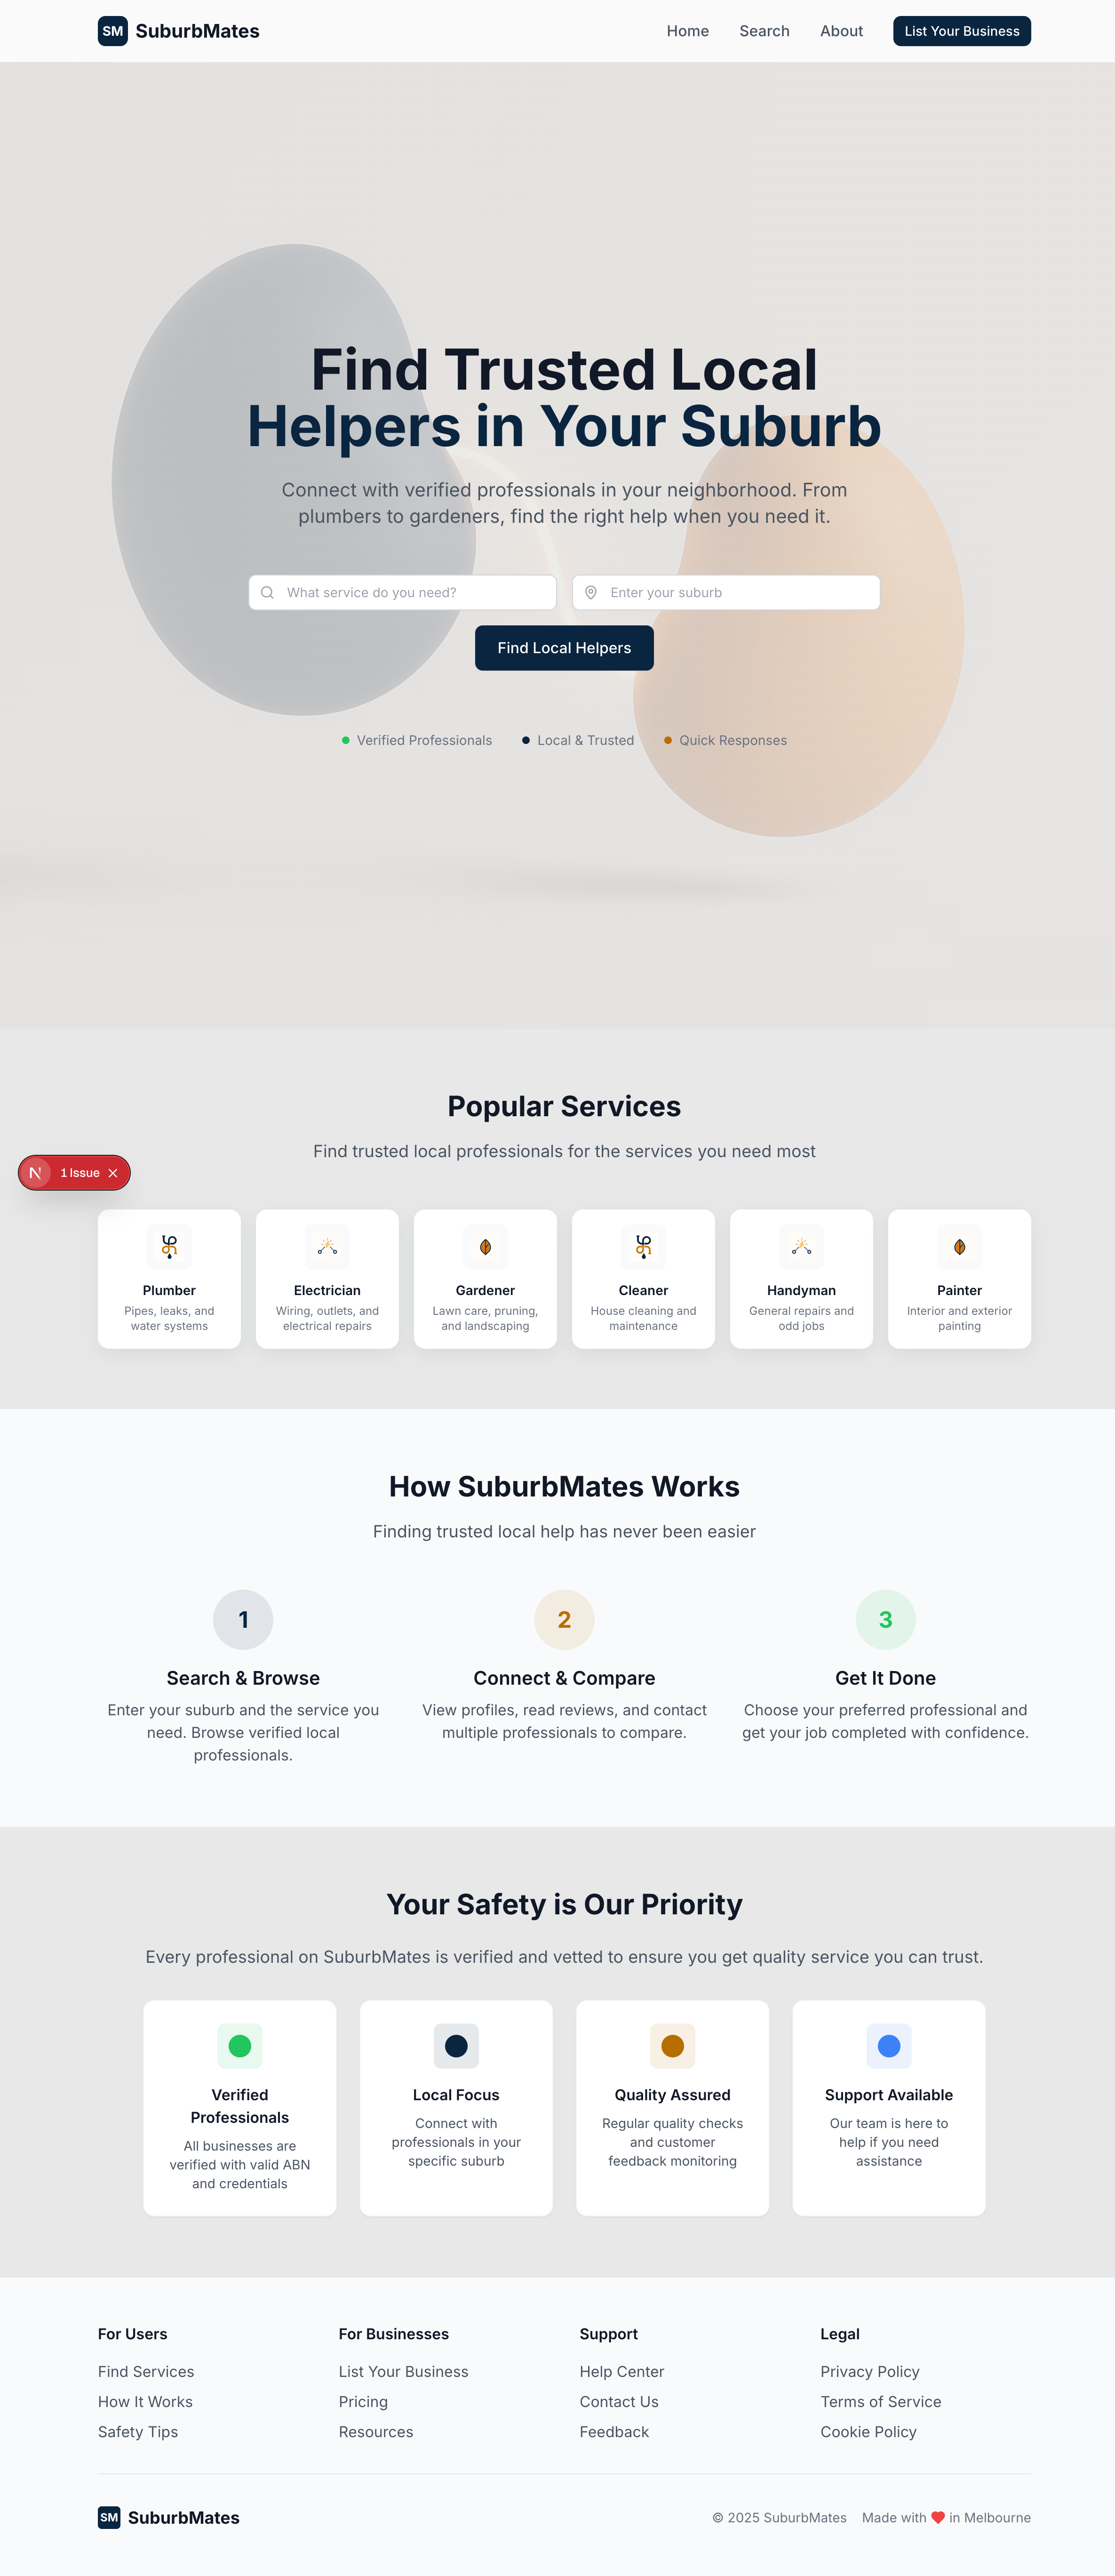 SM SuburbMates
Home Search About List Your Business
Find Trusted Local
Helpers in Your Suburb
Connect with verified professionals in your neighborhood. From
plumbers to gardeners, find the right help when you need it.
What service do you need?
Enter your suburb
Find Local Helpers
Verified Professionals
Local & Trusted
Quick Responses
Popular Services
Find trusted local professionals for the services you need most
N 1 Issue
Plumber
Pipes, leaks, and
water systems
Electrician
Wiring, outlets, and
electrical repairs
Gardener
Lawn care, pruning,
and landscaping
Cleaner
House cleaning and
maintenance
Handyman
General repairs and
odd jobs
Painter
Interior and exterior
painting
How SuburbMates Works
Finding trusted local help has never been easier
1
Search & Browse
Enter your suburb and the service you
need. Browse verified local
professionals.
2
Connect & Compare
View profiles, read reviews, and contact
multiple professionals to compare.
3
Get It Done
Choose your preferred professional and
get your job completed with confidence.
Your Safety is Our Priority
Every professional on SuburbMates is verified and vetted to ensure you get quality service you can trust.
Verified
Professionals
All businesses are
verified with valid ABN
and credentials
Local Focus
Connect with
professionals in your
specific suburb
Quality Assured
Regular quality checks
and customer
feedback monitoring
Support Available
Our team is here to
help if you need
assistance
For Users
Find Services
How It Works
Safety Tips
For Businesses
List Your Business
Pricing
Resources
Support
Help Center
Contact Us
Feedback
Legal
Privacy Policy
Terms of Service
Cookie Policy
SM SuburbMates
© 2025 SuburbMates
Made with ❤️ in Melbourne